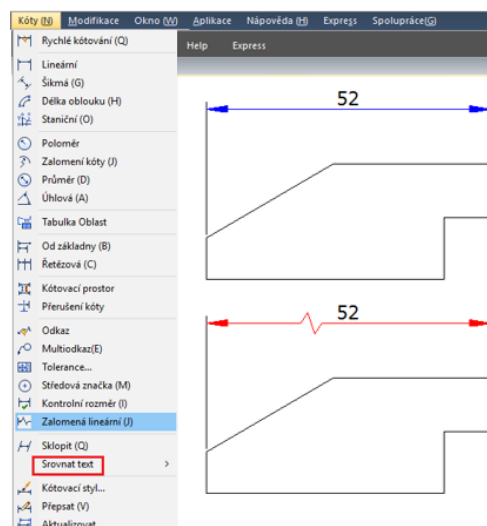 Kóty (N) Modifikace Okno (W) Aplikace Nápověda (H) Express Spolupráce(G)
Help Express
Rychlé kótování (Q)
Lineární
Šikmá (G)
Délka oblouku (H)
Staniční (O)
Poloměr
Zalomení kóty (J)
Průměr (D)
Úhlová (A)
Tabulka Oblast
Od základny (B)
Řetězová (C)
Kótovací prostor
Přerušení kóty
Odkaz
Multiodkaz(E)
Tolerance...
Středová značka (M)
Kontrolní rozměr (I)
Zalomená lineární (J)
Sklopit (Q)
Srovnat text >
Kótovací styl...
Přepsat (V)
Aktualizovat
52
52